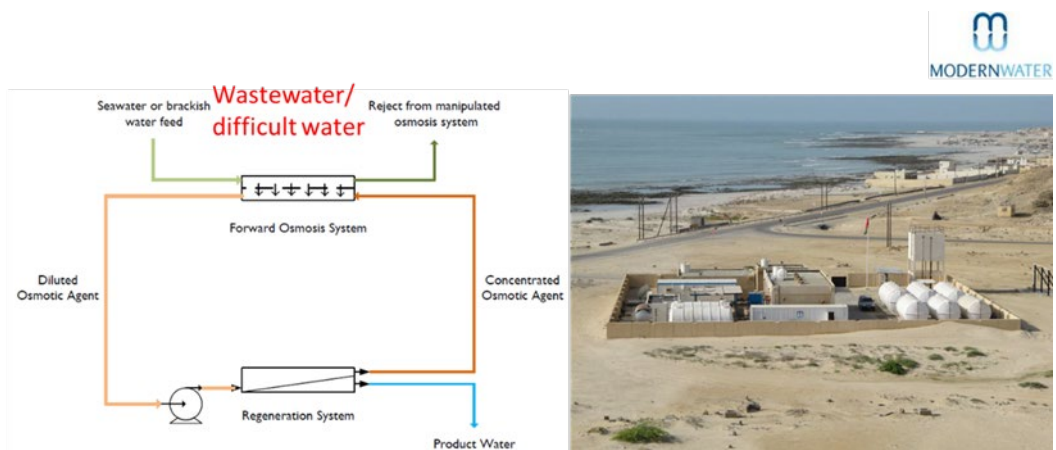 MODERNWATER
Seawater or brackish
water feed
Wastewater/
difficult water
Reject from manipulated
osmosis system
Forward Osmosis System
Diluted
Osmotic Agent
Concentrated
Osmotic Agent
Regeneration System
Product Water